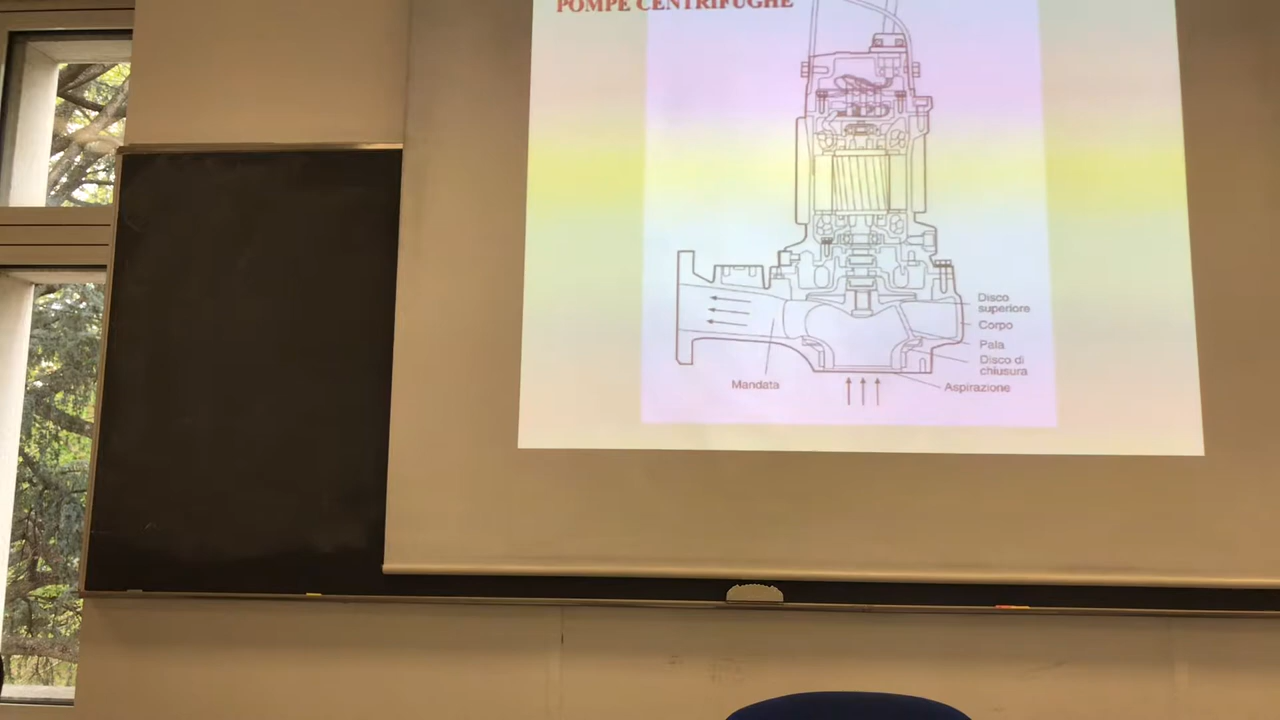 POMPE CENTRIFUGHE
Disco
superiore
Corpo
Pala
Disco di
chiusura
Mandata
Aspirazione